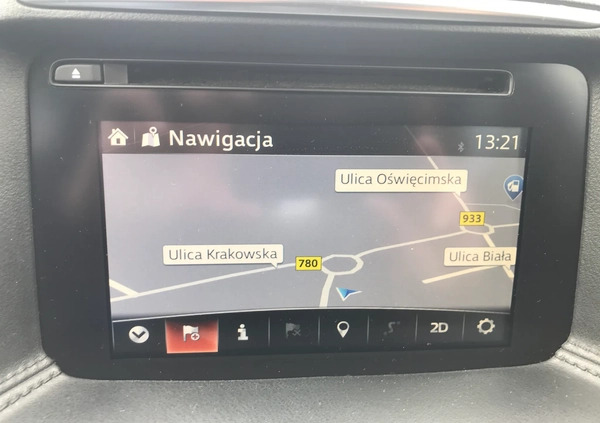 Nawigacja
13:21
Ulica Oświęcimska
933
Ulica Krakowska
780
Ulica Biała
2D